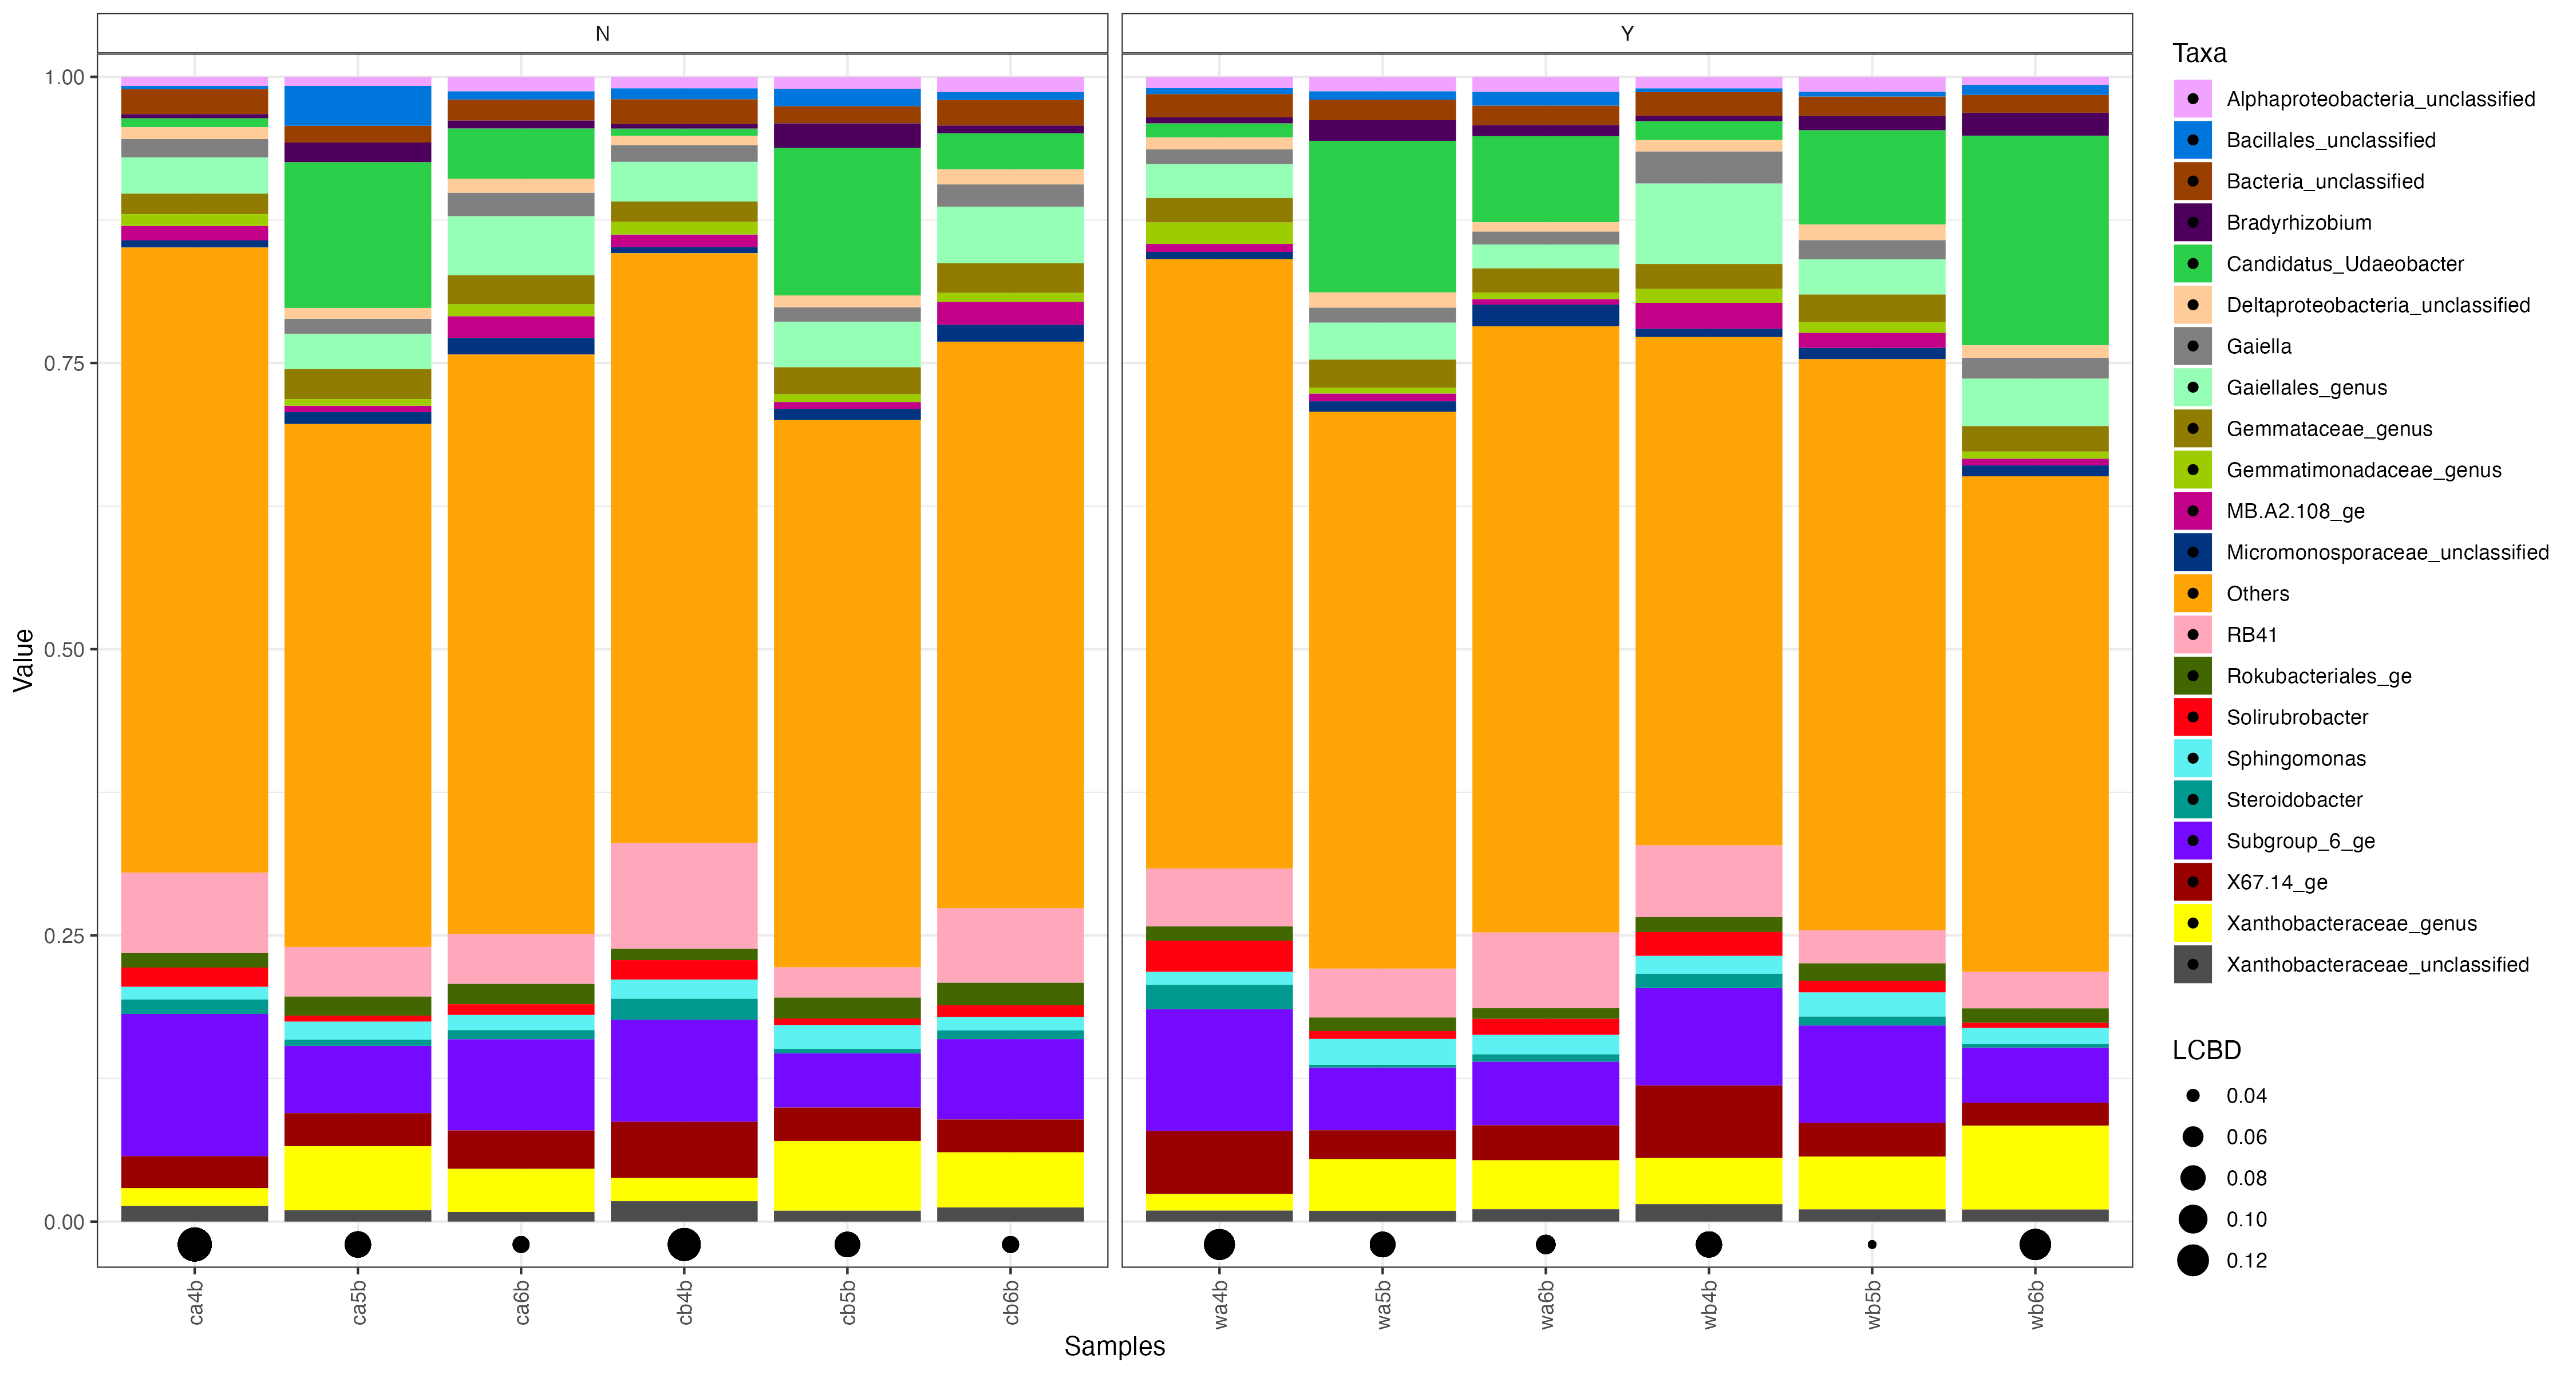 N
Y
Value
1.00
0.75
0.50
0.25
0.00
ca4b
ca5b
ca6b
cb4b
cb5b
cb6b
wa4b
wa5b
wa6b
wb4b
wb5b
wb6b
Samples
Taxa
Alphaproteobacteria_unclassified
Bacillales_unclassified
Bacteria_unclassified
Bradyrhizobium
Candidatus_Udaeobacter
Deltaproteobacteria_unclassified
Gaiella
Gaiellales_genus
Gemmataceae_genus
Gemmatimonadaceae_genus
MB.A2.108_ge
Micromonosporaceae_unclassified
Others
RB41
Rokubacteriales_ge
Solirubrobacter
Sphingomonas
Steroidobacter
Subgroup_6_ge
X67.14_ge
Xanthobacteraceae_genus
Xanthobacteraceae_unclassified
LCBD
0.04
0.06
0.08
0.10
0.12